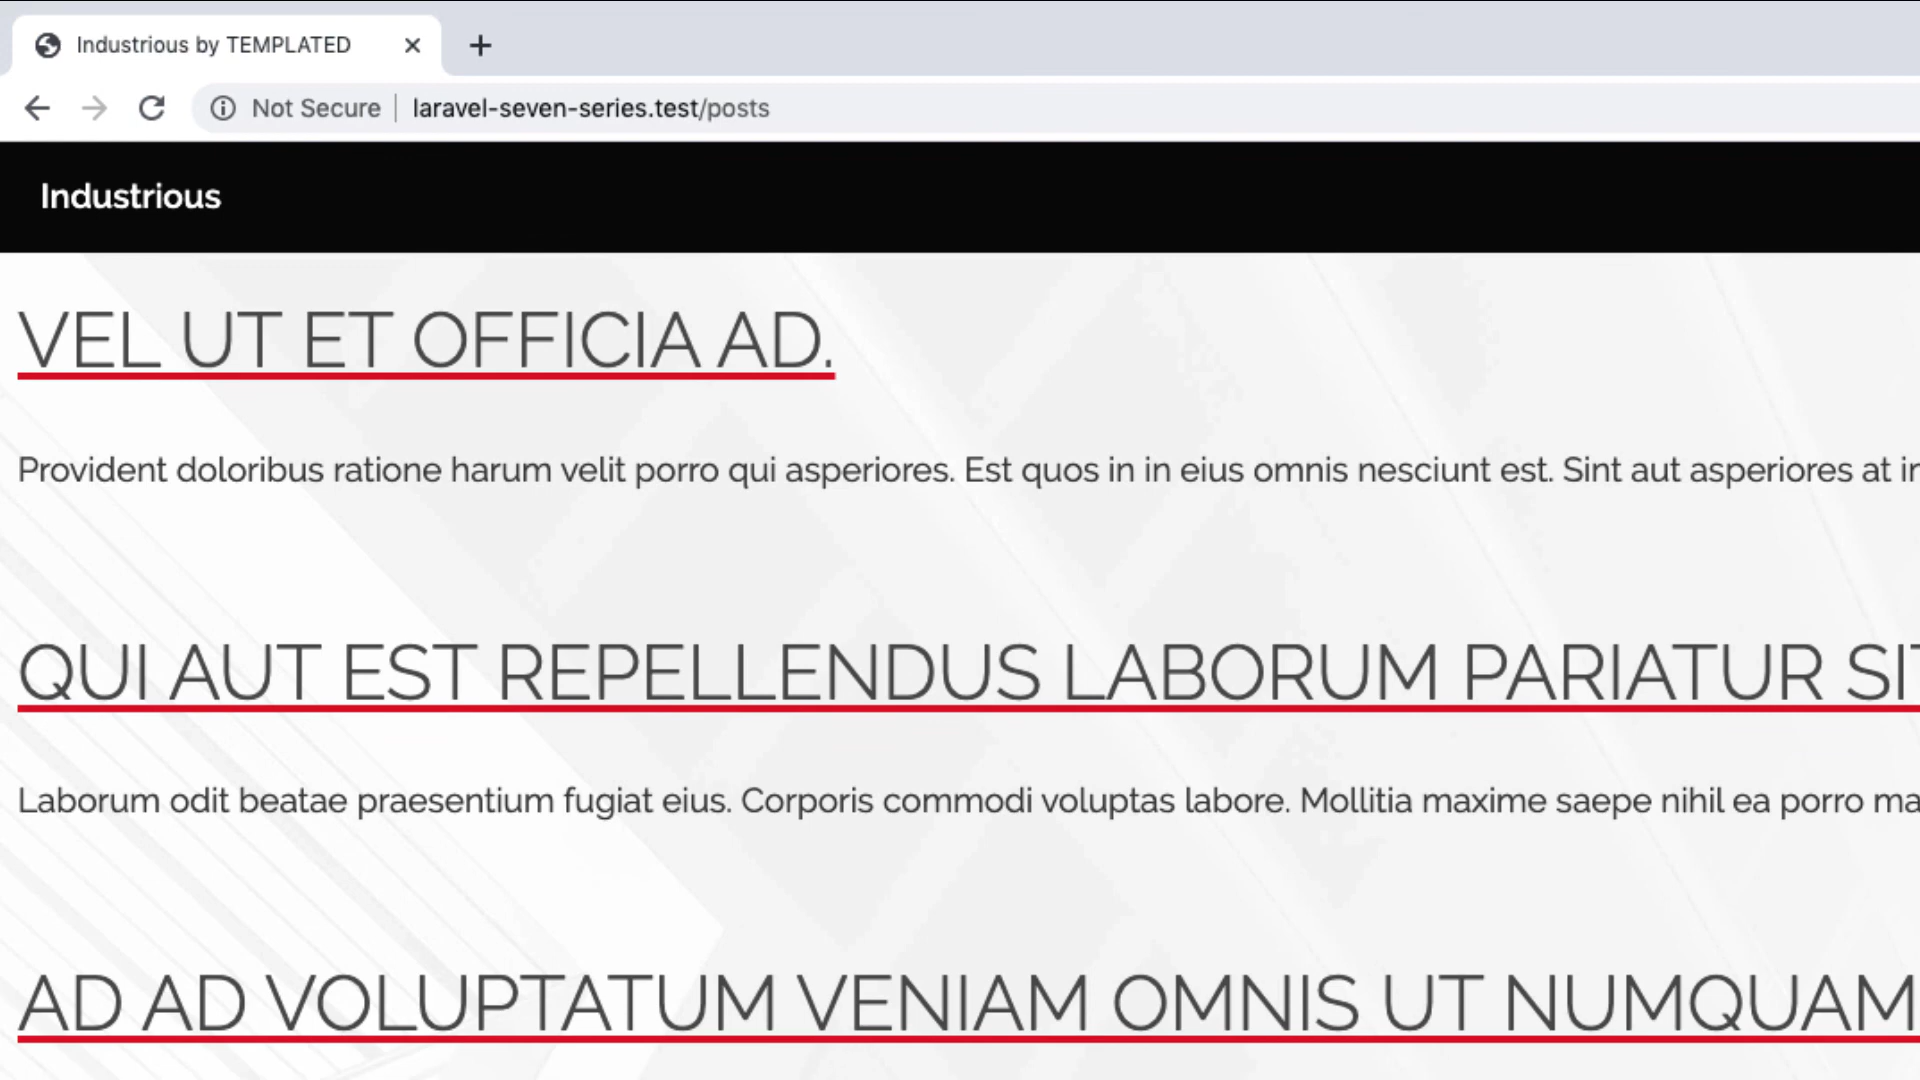 Industrious by TEMPLATED
Not Secure laravel-seven-series.test/posts
Industrious
VEL UT ET OFFICIA AD.
Provident doloribus ratione harum velit porro qui asperiores. Est quos in in eius omnis nesciunt est. Sint aut asperiores at
QUI AUT EST REPELLENDUS LABORUM PARIATUR
Laborum odit beatae praesentium fugiat eius. Corporis commodi voluptas labore. Mollitia maxime saepe nihil ea porro
AD AD VOLUPTATUM VENIAM OMNIS UT NUMQUAM